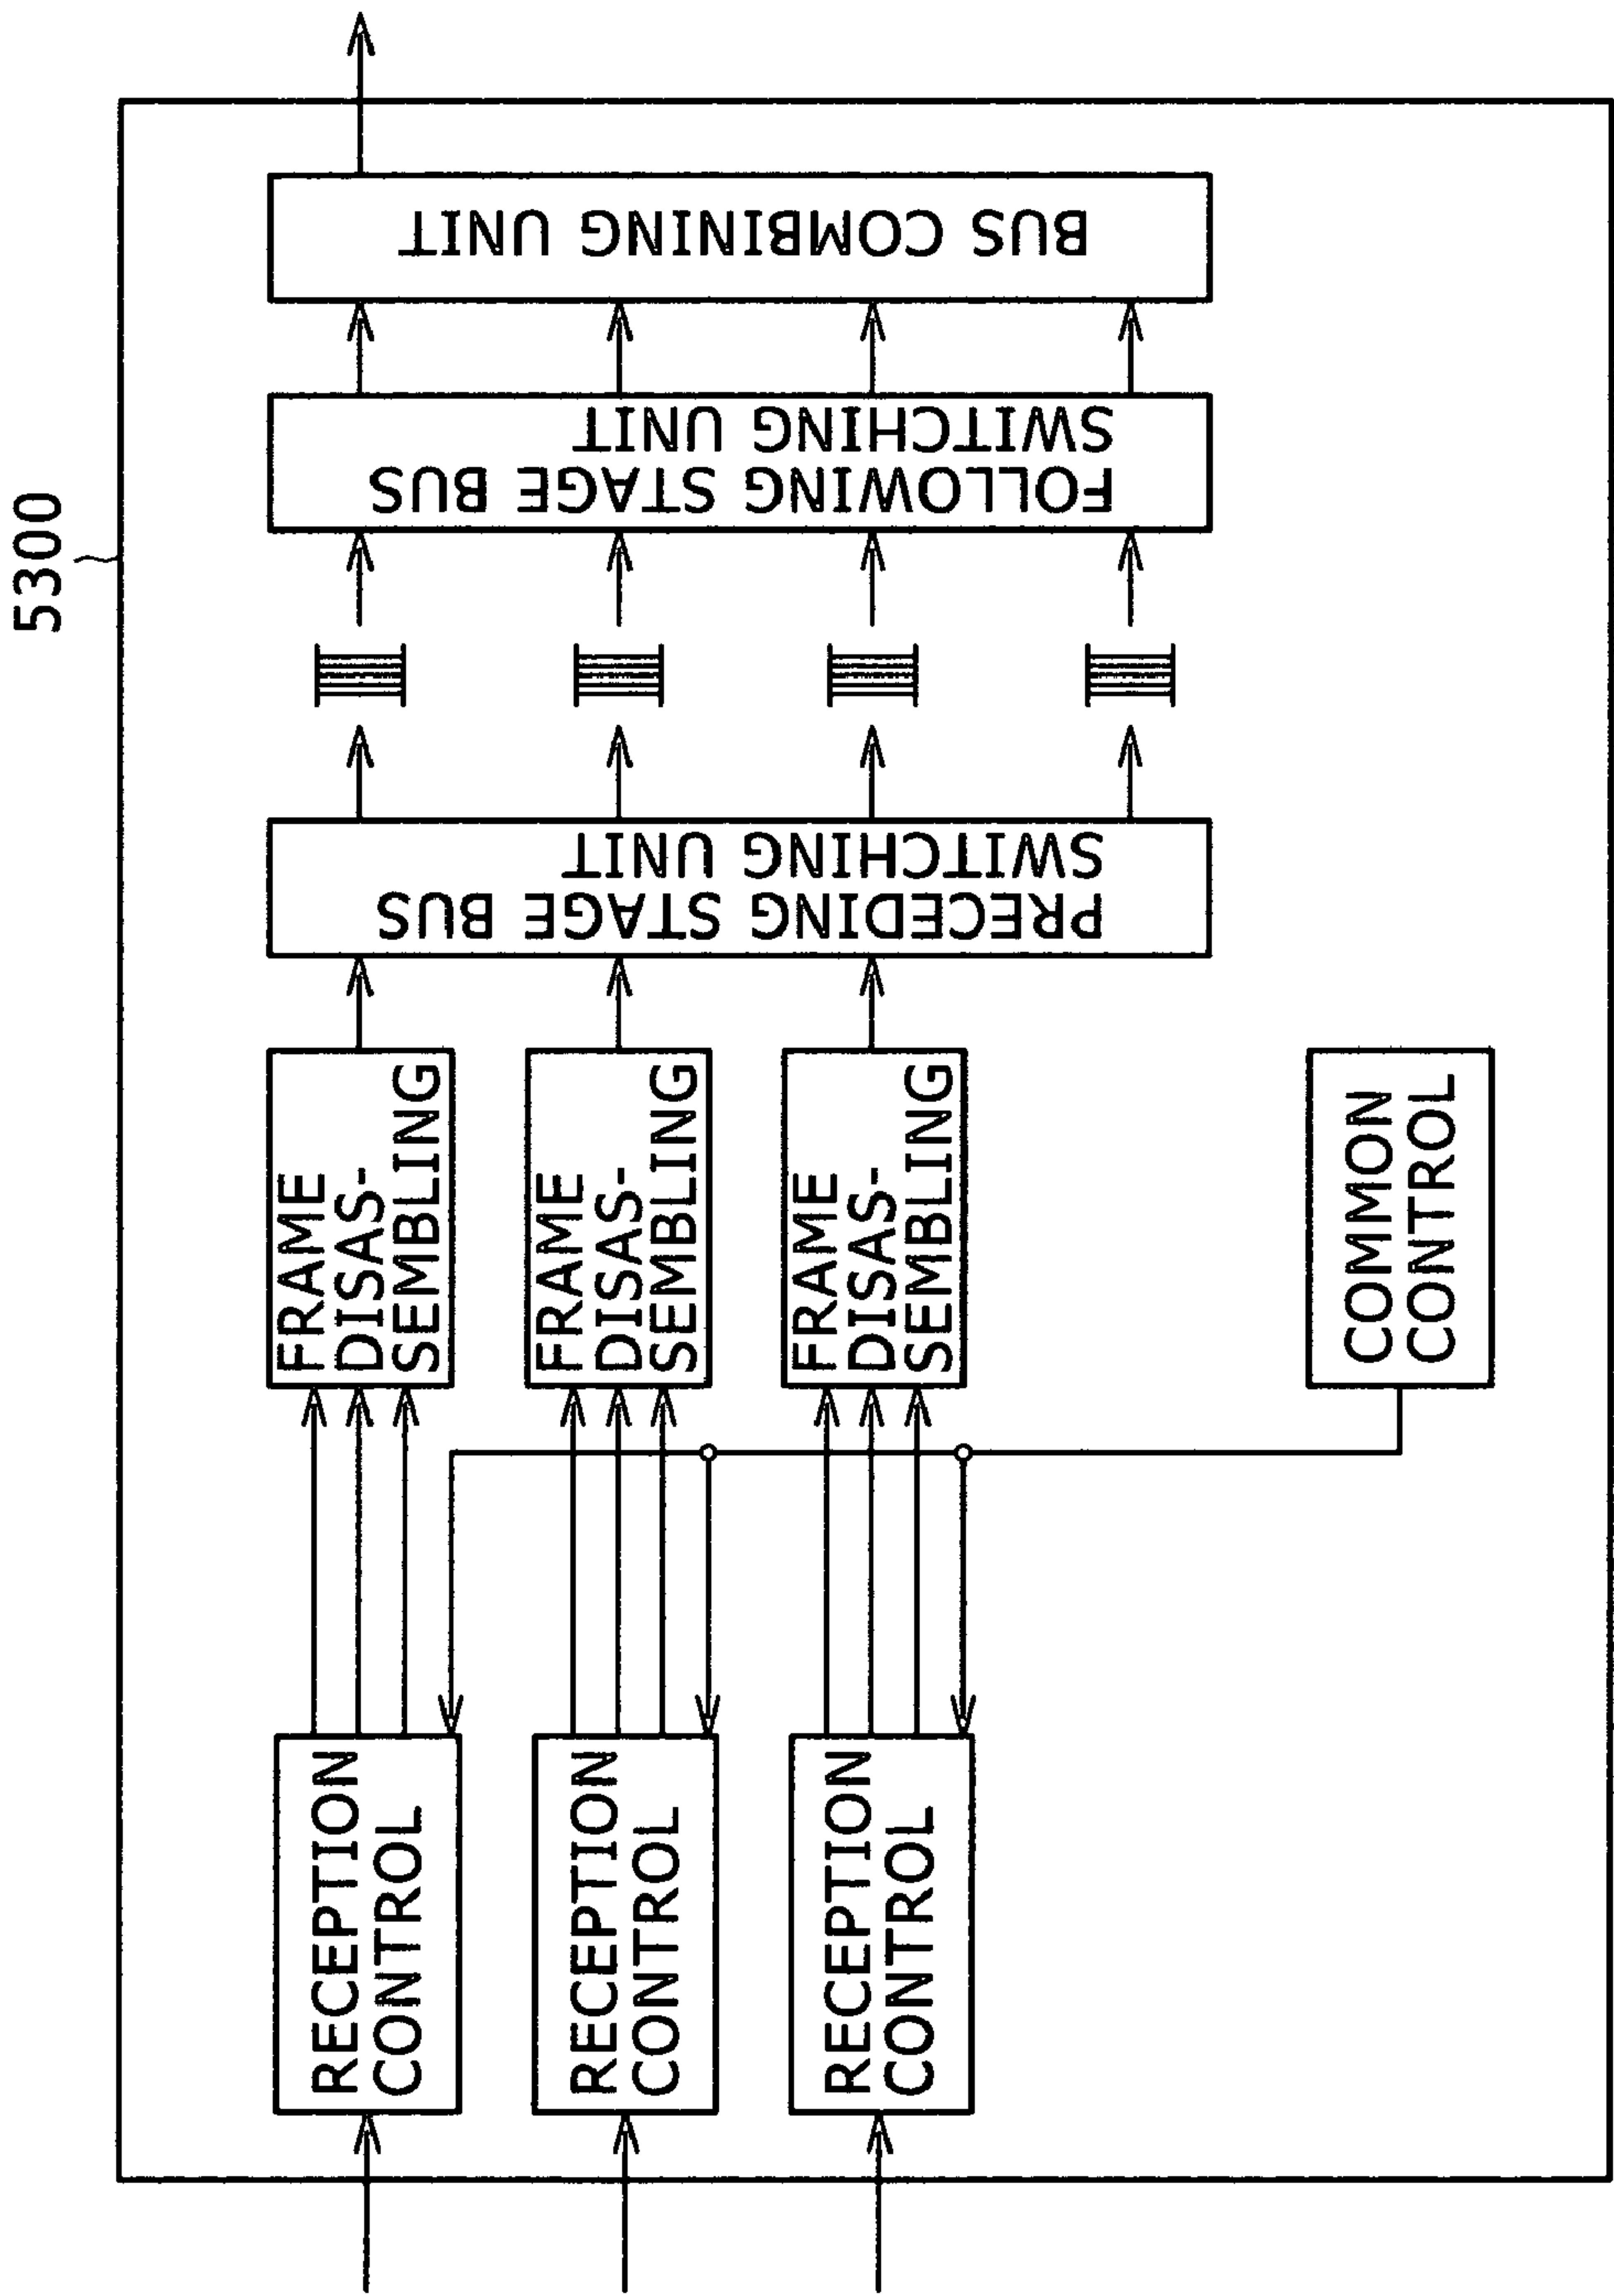 5300
RECEPTION
CONTROL
RECEPTION
CONTROL
RECEPTION
CONTROL
FRAME
DISAS-
SEMBLING
FRAME
DISAS-
SEMBLING
FRAME
DISAS-
SEMBLING
COMMON
CONTROL
PRECEDING STAGE BUS
SWITCHING UNIT
FOLLOWING STAGE BUS
SWITCHING UNIT
BUS COMBINING UNIT